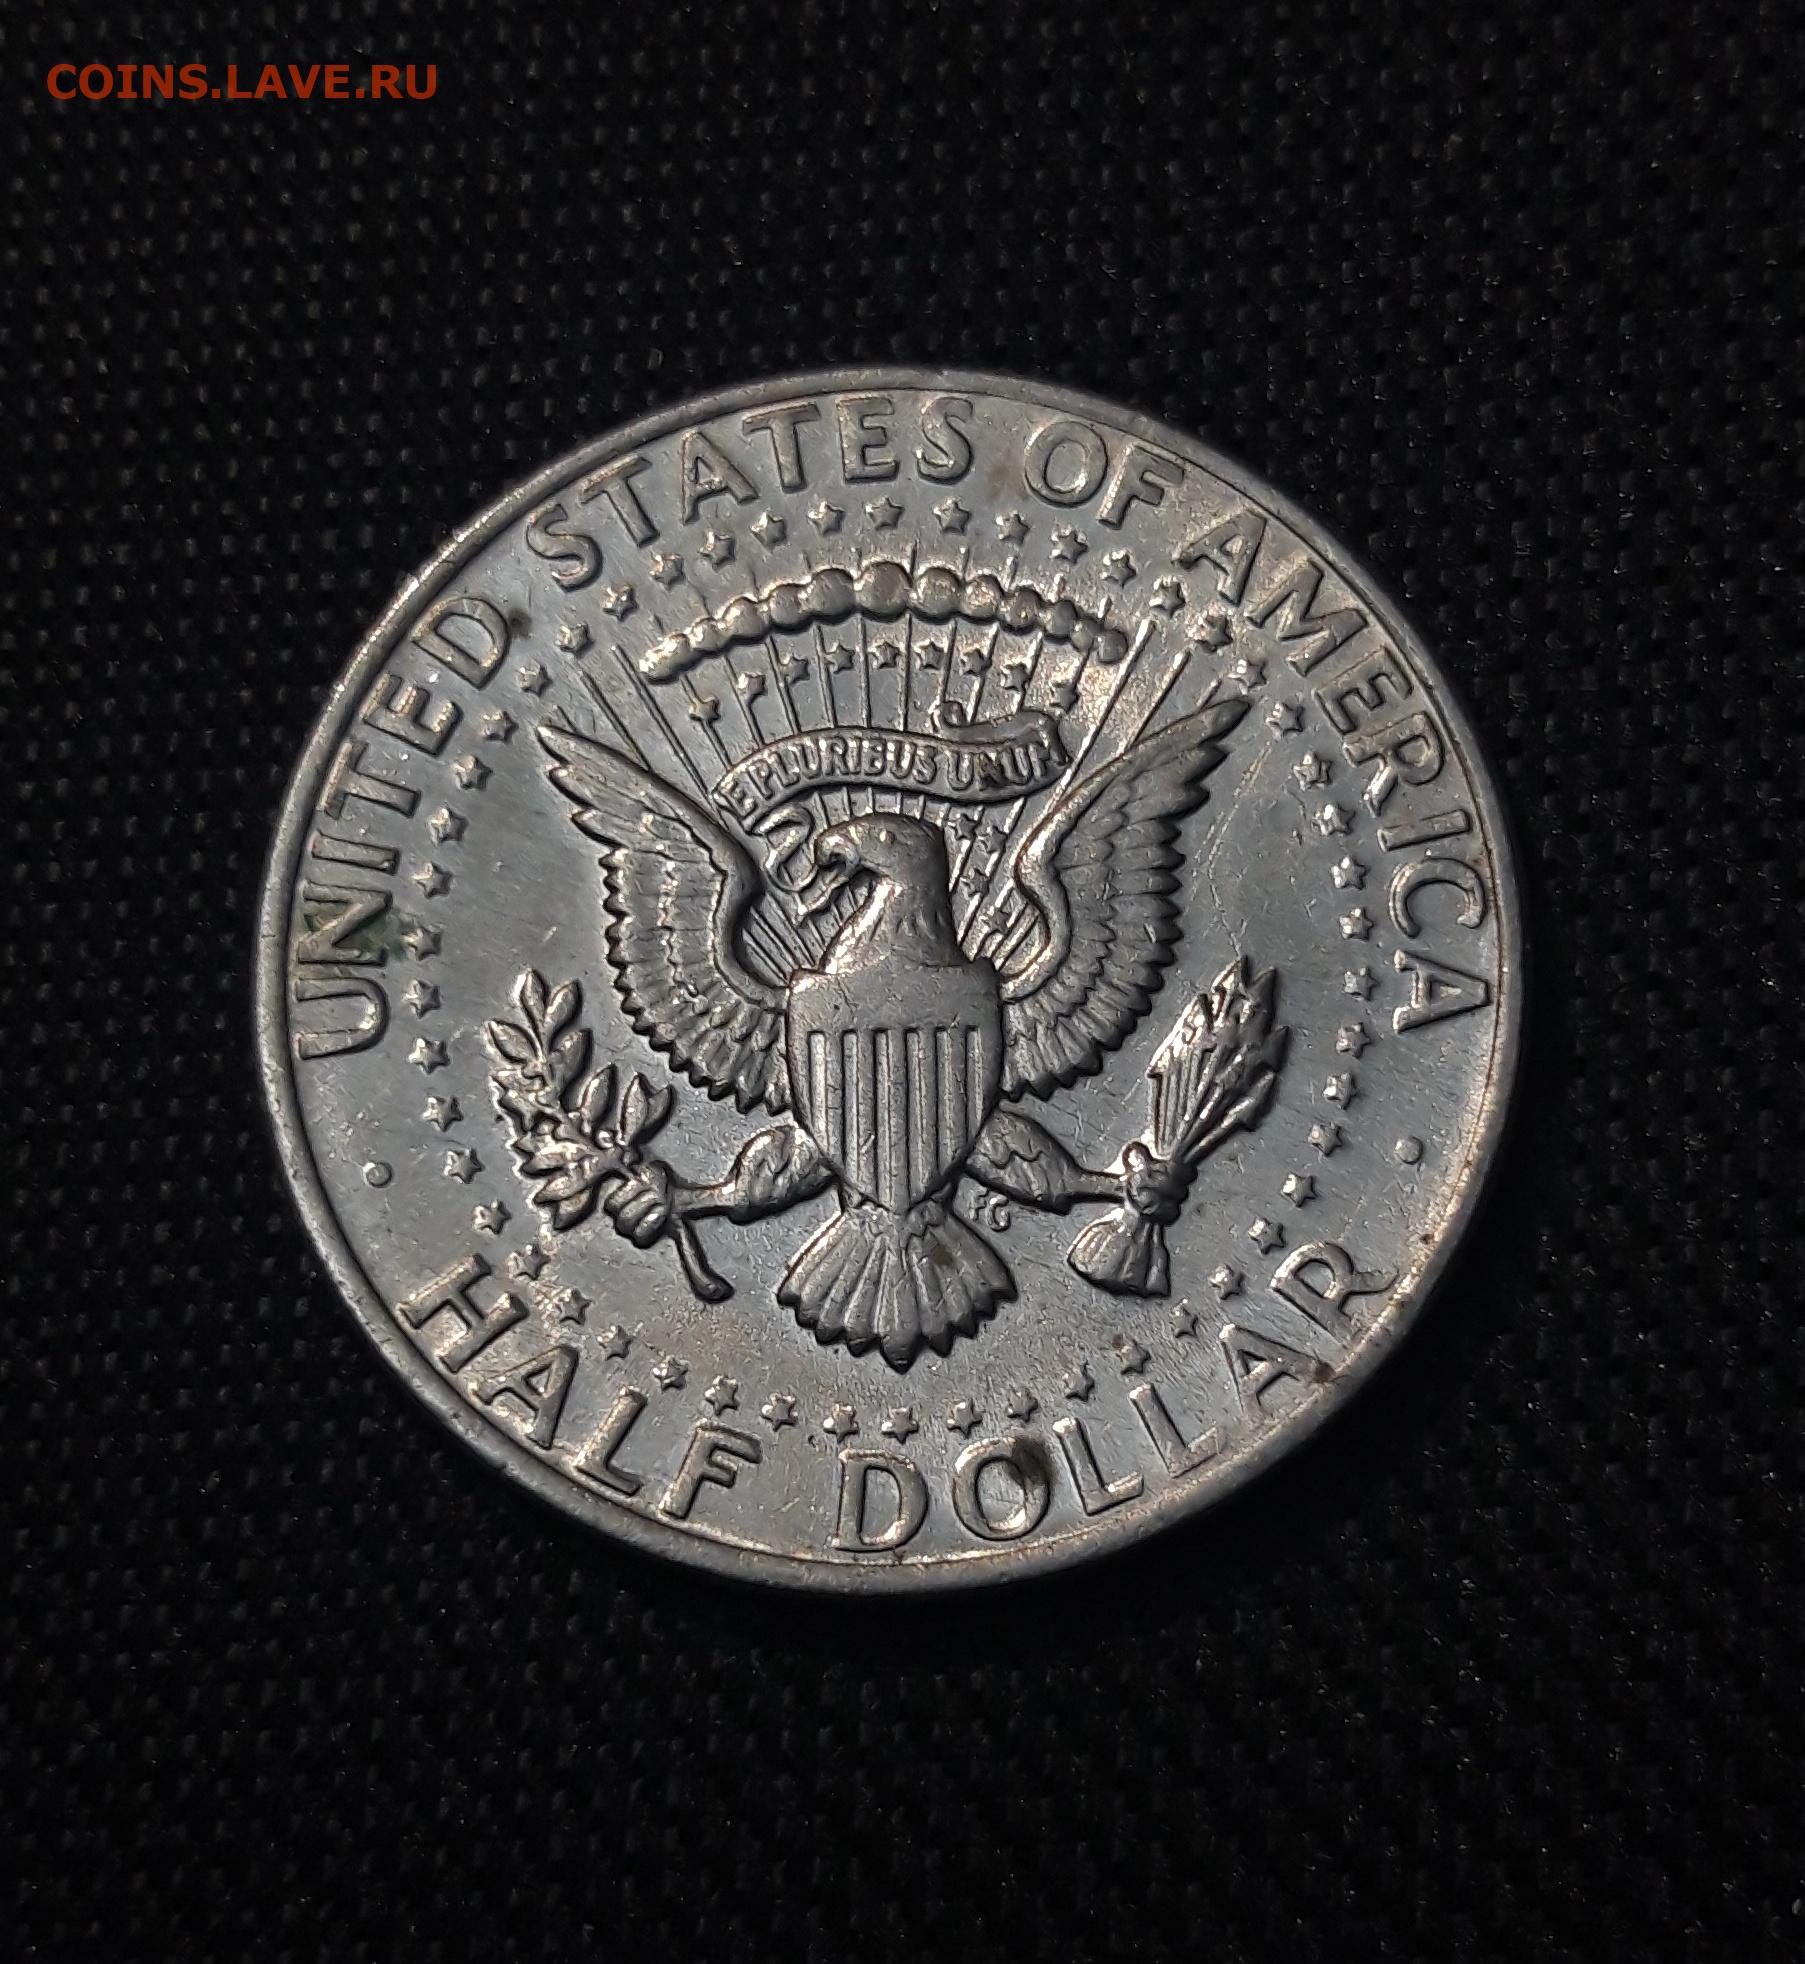 COINS.LAVE.RU
UNITED STATES OF AMERICA
E PLURIBUS UNUM
FG
HALF DOLLAR